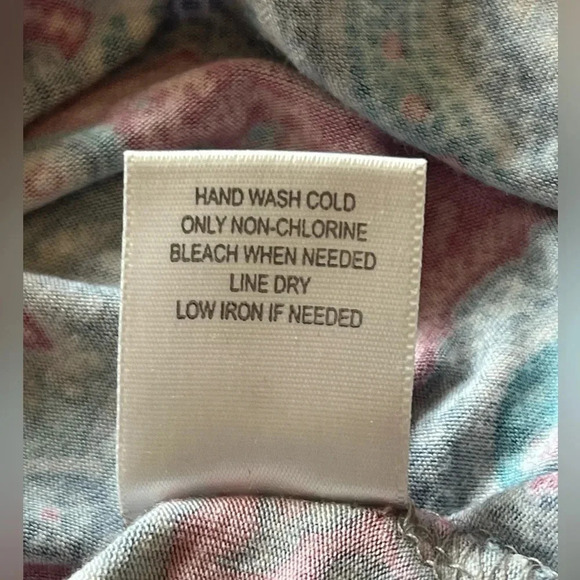 HAND WASH COLD
ONLY NON-CHLORINE
BLEACH WHEN NEEDED
LINE DRY
LOW IRON IF NEEDED